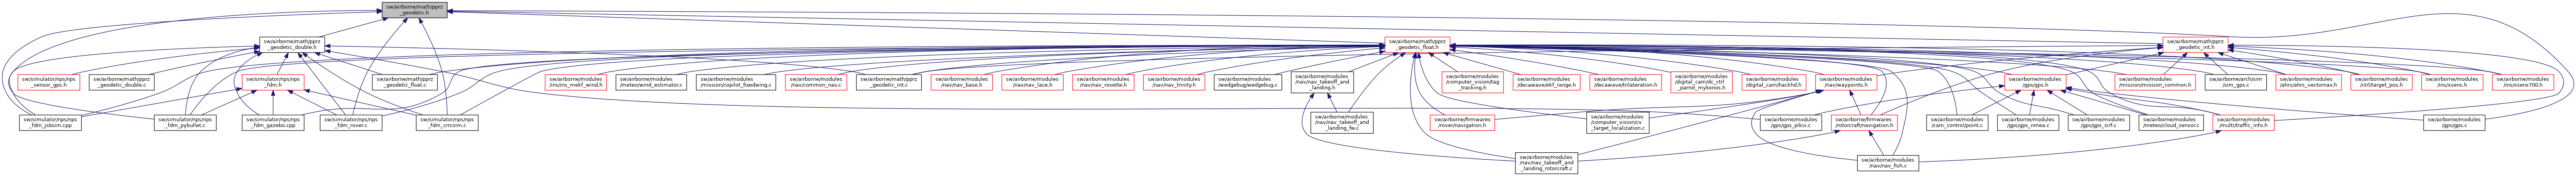 sw/airborne/math/pprz
_geodetic.h
sw/airborne/math/pprz
_geodetic_double.h
sw/airborne/math/pprz
_geodetic_float.h
sw/airborne/math/pprz
_geodetic_int.h
sw/simulator/nps/nps
_sensor_gps.h
sw/airborne/math/pprz
_geodetic_double.c
sw/simulator/nps/nps
_fdm.h
sw/airborne/math/pprz
_geodetic_float.c
sw/airborne/modules
/ins/ins_mekf_wind.h
sw/airborne/modules
/meteo/wind_estimator.c
sw/airborne/modules
/mission/copilot_fixedwing.c
sw/airborne/modules
/nav/common_nav.c
sw/airborne/math/pprz
_geodetic_int.c
sw/airborne/modules
/nav/nav_base.h
sw/airborne/modules
/nav/nav_lace.h
sw/airborne/modules
/nav/nav_rosette.h
sw/airborne/modules
/nav/nav_trinity.h
sw/airborne/modules
/wedgebug/wedgebug.c
sw/airborne/modules
/nav/nav_takeoff_and
_landing.h
sw/airborne/modules
/computer_vision/tag
_tracking.h
sw/airborne/modules
/decawave/ekf_range.h
sw/airborne/modules
/decawave/trilateration.h
sw/airborne/modules
/digital_cam/dc_ctrl
_parrot_mykonos.h
sw/airborne/modules
/digital_cam/hackhd.h
sw/airborne/modules
/nav/waypoints.h
sw/airborne/modules
/gps/gps.h
sw/airborne/modules
/mission/mission_common.h
sw/airborne/arch/sim
/sim_gps.c
sw/airborne/modules
/ahrs/ahrs_vectornav.h
sw/airborne/modules
/ctrl/target_pos.h
sw/airborne/modules
/ins/xsens.h
sw/airborne/modules
/ins/xsens700.h
sw/simulator/nps/nps
_fdm_jsbsim.cpp
sw/simulator/nps/nps
_fdm_pybullet.c
sw/simulator/nps/nps
_fdm_gazebo.cpp
sw/simulator/nps/nps
_fdm_rover.c
sw/simulator/nps/nps
_fdm_crrcsim.c
sw/airborne/modules
/nav/nav_takeoff_and
_landing_fw.c
sw/airborne/firmwares
/rover/navigation.h
sw/airborne/modules
/computer_vision/cv
_target_localization.c
sw/airborne/modules
/gps/gps_piksi.c
sw/airborne/firmwares
/rotorcraft/navigation.h
sw/airborne/modules
/cam_control/point.c
sw/airborne/modules
/gps/gps_nmea.c
sw/airborne/modules
/gps/gps_sirf.c
sw/airborne/modules
/meteo/cloud_sensor.c
sw/airborne/modules
/multi/traffic_info.h
sw/airborne/modules
/gps/gps.c
sw/airborne/modules
/nav/nav_takeoff_and
_landing_rotorcraft.c
sw/airborne/modules
/nav/nav_fish.c